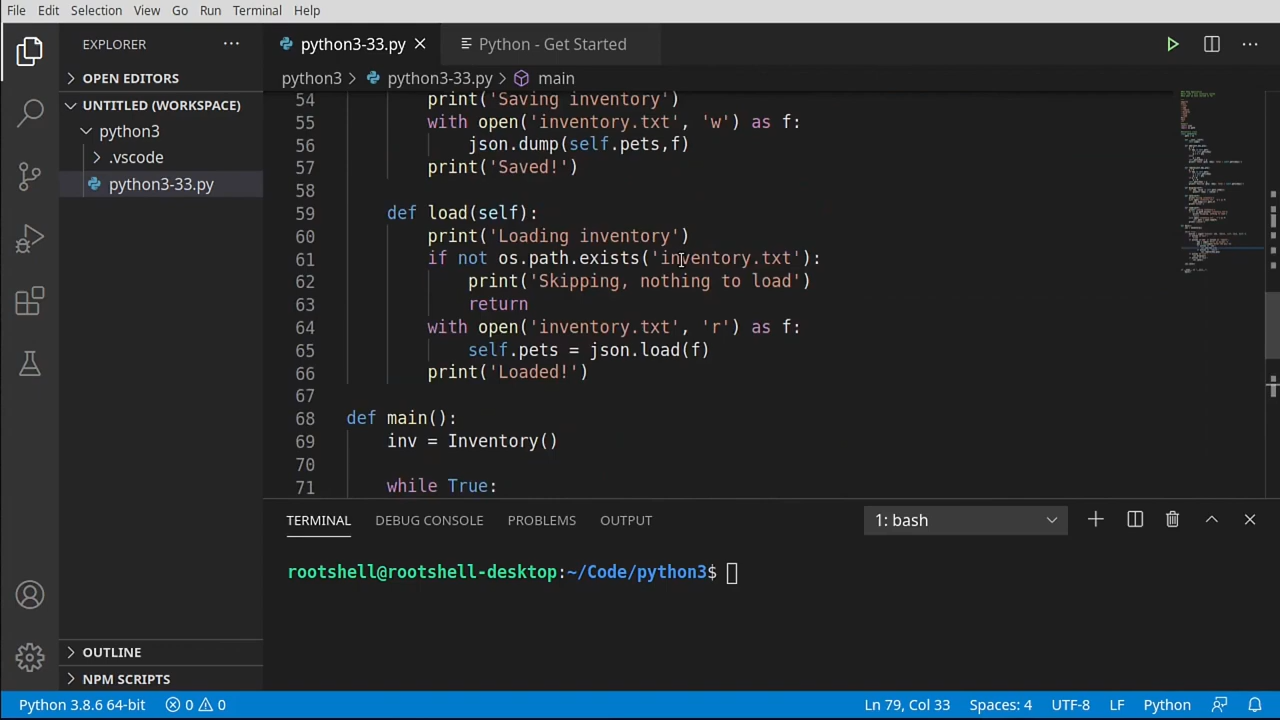 File Edit Selection View Go Run Terminal Help
EXPLORER
python3-33.py
Python - Get Started
OPEN EDITORS
python3 > python3-33.py > main
UNTITLED (WORKSPACE)
python3
.vscode
python3-33.py
54 print('Saving inventory')
55 with open('inventory.txt', 'w') as f:
56 json.dump(self.pets,f)
57 print('Saved!')
58
59 def load(self):
60 print('Loading inventory')
61 if not os.path.exists('inventory.txt'):
62 print('Skipping, nothing to load')
63 return
64 with open('inventory.txt', 'r') as f:
65 self.pets = json.load(f)
66 print('Loaded!')
67
68 def main():
69 inv = Inventory()
70
71 while True:
TERMINAL DEBUG CONSOLE PROBLEMS OUTPUT 1: bash
rootshell@rootshell-desktop:~/Code/python3$
OUTLINE
NPM SCRIPTS
Python 3.8.6 64-bit 0 0 Ln 79, Col 33 Spaces: 4 UTF-8 LF Python